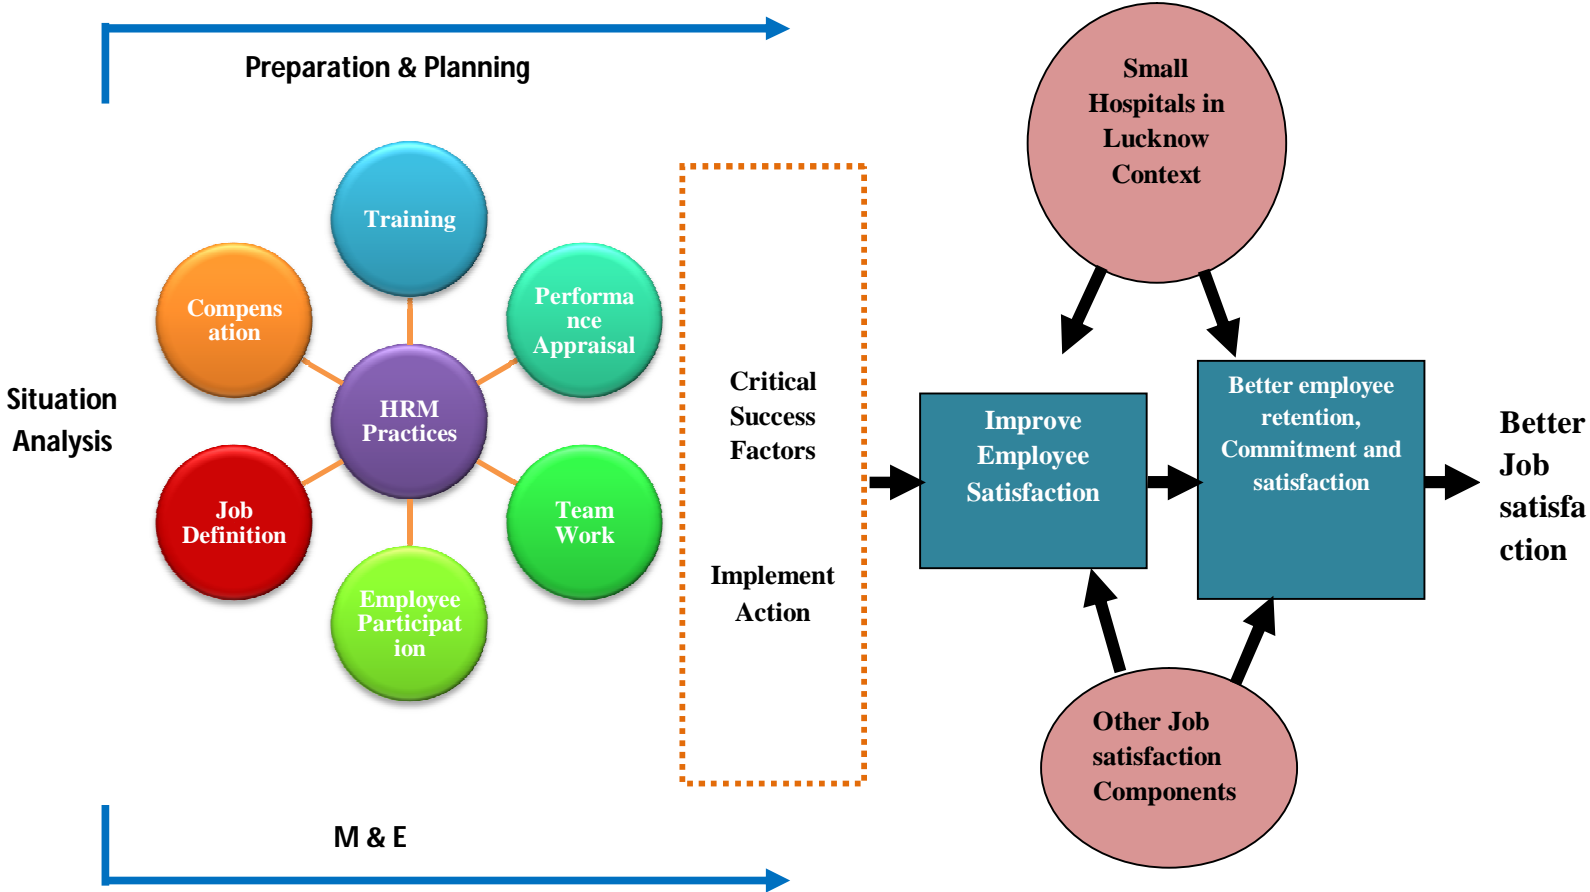 Preparation & Planning
Situation
Analysis
Training
Compens
ation
Performa
nce
Appraisal
HRM
Practices
Job
Definition
Team
Work
Employee
Participat
ion
M & E
Critical
Success
Factors
Implement
Action
Small
Hospitals in
Lucknow
Context
Improve
Employee
Satisfaction
Better employee
retention,
Commitment and
satisfaction
Other Job
satisfaction
Components
Better
Job
satisfa
ction